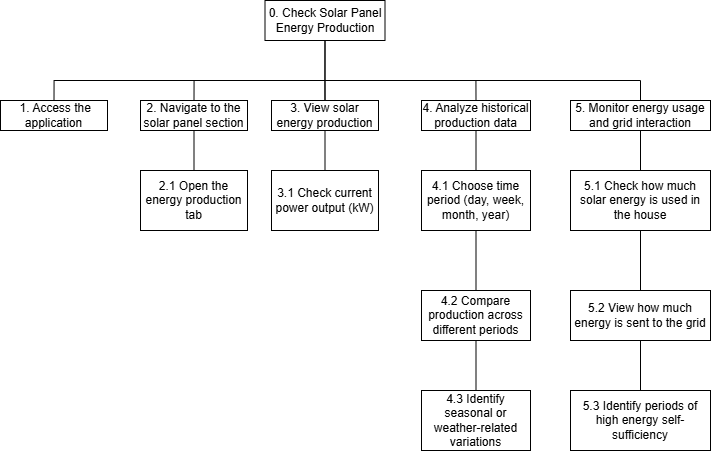 0. Check Solar Panel
Energy Production
1. Access the
application
2. Navigate to the
solar panel section
3. View solar
energy production
4. Analyze historical
production data
5. Monitor energy usage
and grid interaction
2.1 Open the
energy production
tab
3.1 Check current
power output (kW)
4.1 Choose time
period (day, week,
month, year)
5.1 Check how much
solar energy is used in
the house
4.2 Compare
production across
different periods
5.2 View how much
energy is sent to the grid
4.3 Identify
seasonal or
weather-related
variations
5.3 Identify periods of
high energy self-
sufficiency